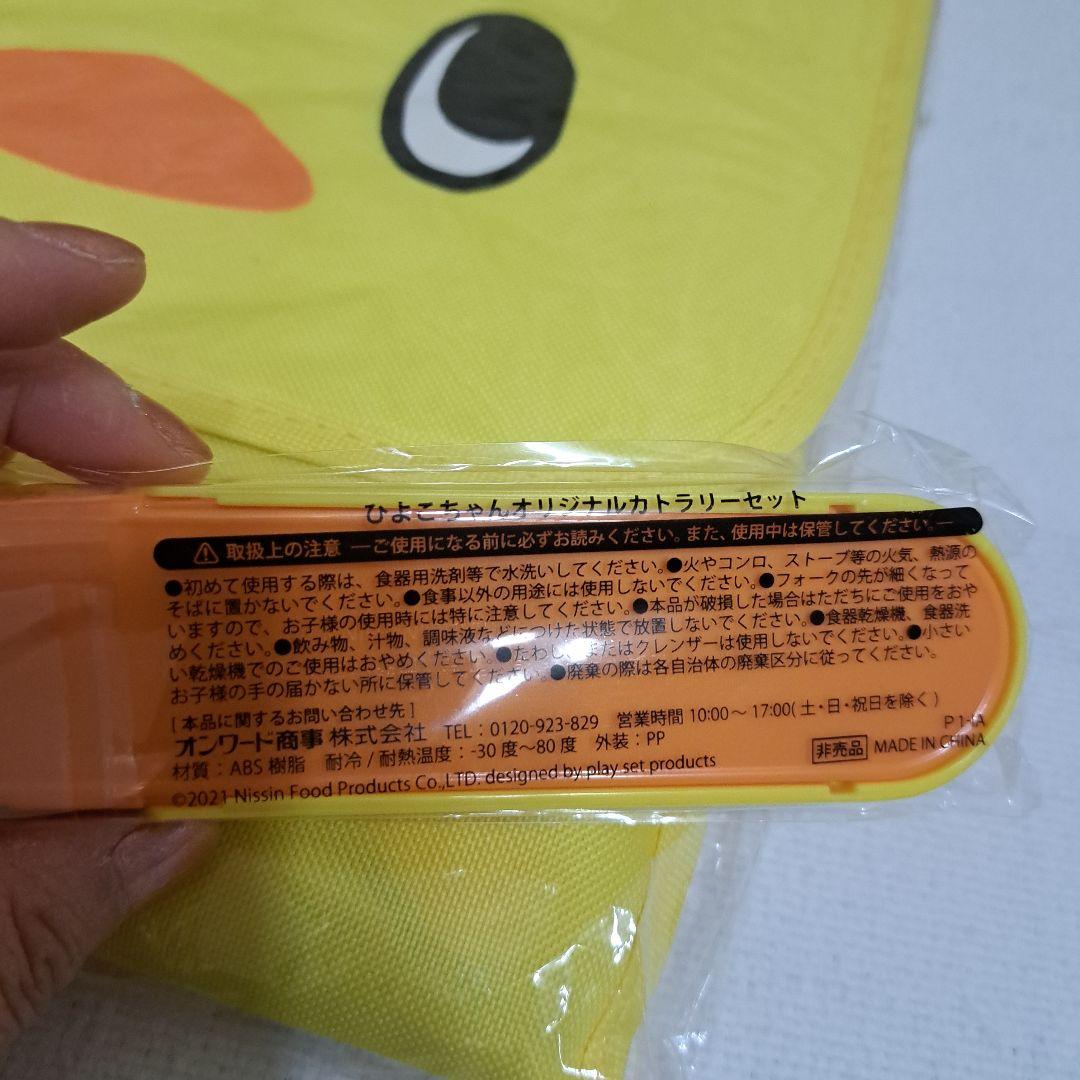 ひよこちゃんオリジナルカトラリーセット
取扱上の注意 ―ご使用になる前に必ずお読みください。また、使用中は保管してください。―
●初めて使用する際は、食器用洗剤等で水洗いしてください。●火やコンロ、ストーブ等の火気、熱源の
そばに置かないでください。●食事以外の用途には使用しないでください。●フォークの先が細くなって
いますので、お子様の使用時には特に注意してください。●本品が破損した場合はただちにご使用をおや
めください。●飲み物、汁物、調味液などにつけた状態で放置しないでください。●食器乾燥機、食器洗
い乾燥機でのご使用はおやめください。●たわし、またはクレンザーは使用しないでください。●小さい
お子様の手の届かない所に保管してください。●廃棄の際は各自治体の廃棄区分に従ってください。
[本品に関するお問い合わせ先]
オンワード商事 株式会社 TEL:0120-923-829 営業時間 10:00～17:00(土・日・祝日を除く)
材質:ABS樹脂 耐冷/耐熱温度:-30度～80度 外装:PP 非売品 MADE IN CHINA
©2021 Nissin Food Products Co.,LTD. designed by play set products